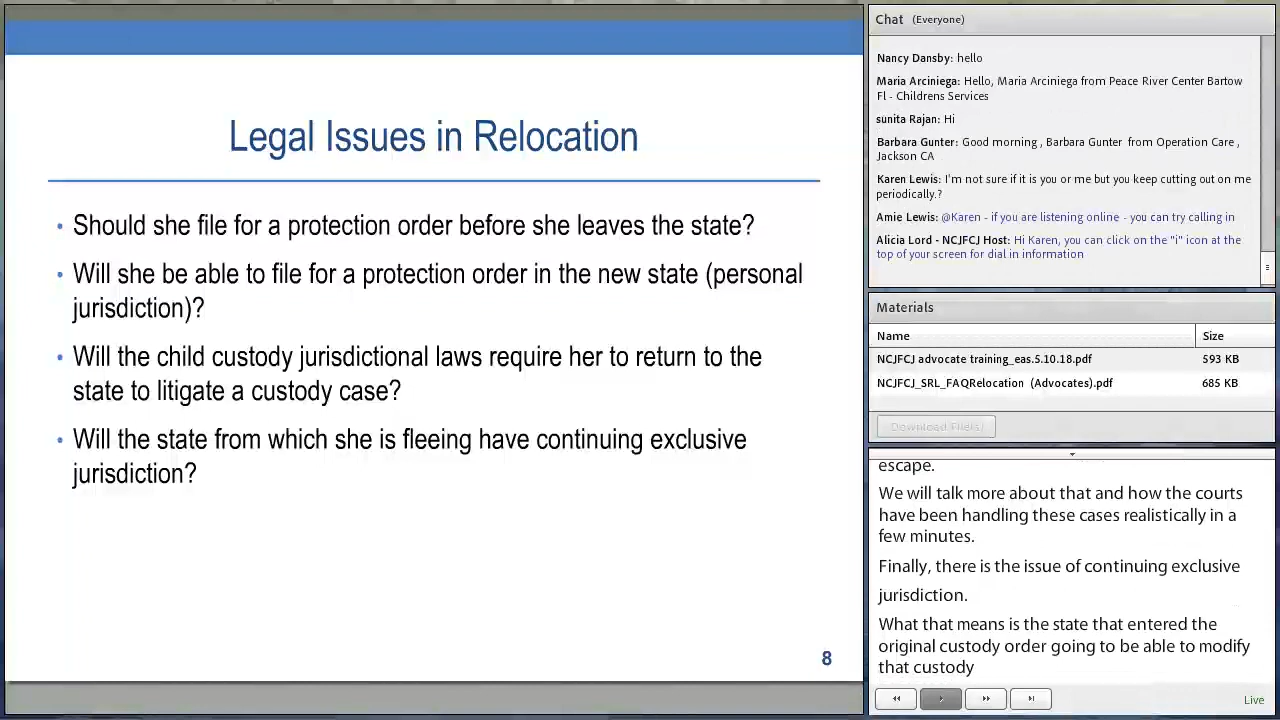 Legal Issues in Relocation
• Should she file for a protection order before she leaves the state?
• Will she be able to file for a protection order in the new state (personal
jurisdiction)?
• Will the child custody jurisdictional laws require her to return to the
state to litigate a custody case?
• Will the state from which she is fleeing have continuing exclusive
jurisdiction?
8
Chat (Everyone)
Nancy Dansby: hello
Maria Arciniega: Hello, Maria Arciniega from Peace River Center Bartow
Fl - Childrens Services
sunita Rajan: Hi
Barbara Gunter: Good morning , Barbara Gunter from Operation Care ,
Jackson CA
Karen Lewis: I'm not sure if it is you or me but you keep cutting out on me
periodically.?
Amie Lewis: @Karen - if you are listening online - you can try calling in
Alicia Lord - NCJFCJ Host: Hi Karen, you can click on the "i" icon at the
top of your screen for dial in information
Materials
Name Size
NCJFCJ advocate training_eas.5.10.18.pdf 593 KB
NCJFCJ_SRL_FAQRelocation (Advocates).pdf 685 KB
Download File(s)
escape.
We will talk more about that and how the courts
have been handling these cases realistically in a
few minutes.
Finally, there is the issue of continuing exclusive
jurisdiction.
What that means is the state that entered the
original custody order going to be able to modify
that custody
Live